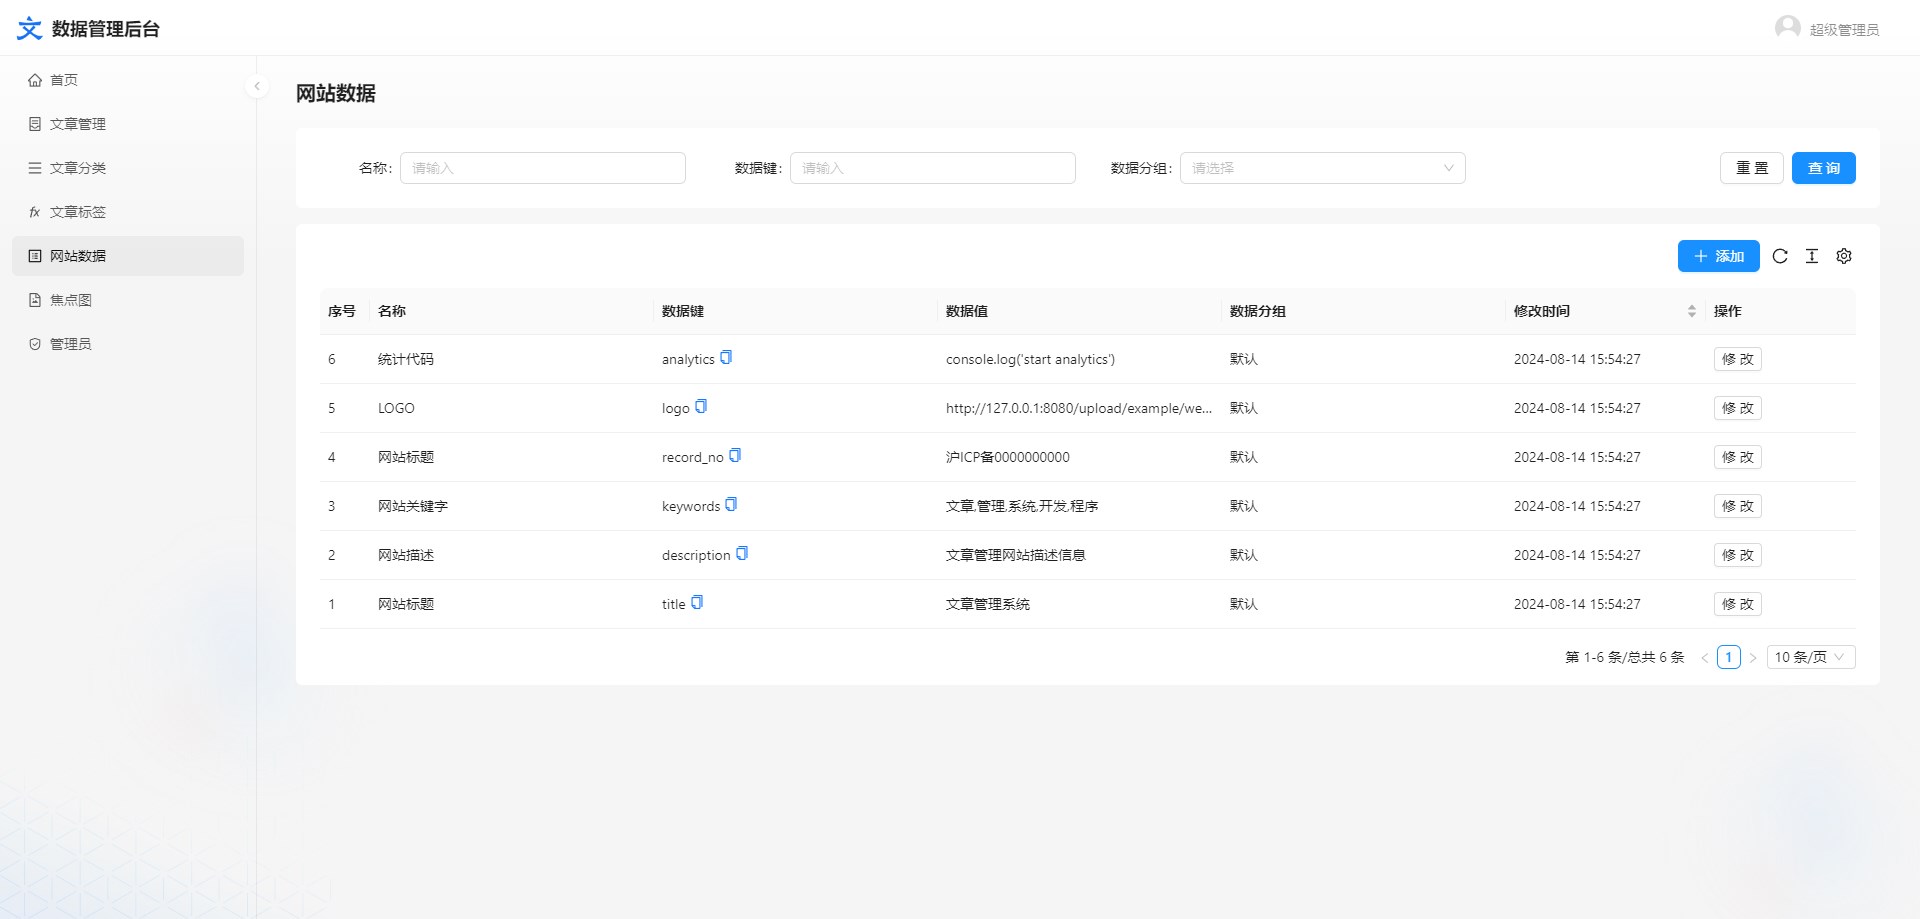 文 数据管理后台 超级管理员
首页
文章管理
文章分类
fx 文章标签
网站数据
焦点图
管理员
网站数据
名称: 请输入 数据键: 请输入 数据分组: 请选择 重 置 查 询
添加
序号 名称 数据键 数据值 数据分组 修改时间 操作
6 统计代码 analytics console.log('start analytics') 默认 2024-08-14 15:54:27 修 改
5 LOGO logo http://127.0.0.1:8080/upload/example/we... 默认 2024-08-14 15:54:27 修 改
4 网站标题 record_no 沪ICP备0000000000 默认 2024-08-14 15:54:27 修 改
3 网站关键字 keywords 文章,管理,系统,开发,程序 默认 2024-08-14 15:54:27 修 改
2 网站描述 description 文章管理网站描述信息 默认 2024-08-14 15:54:27 修 改
1 网站标题 title 文章管理系统 默认 2024-08-14 15:54:27 修 改
第 1-6 条/总共 6 条 1 10 条/页